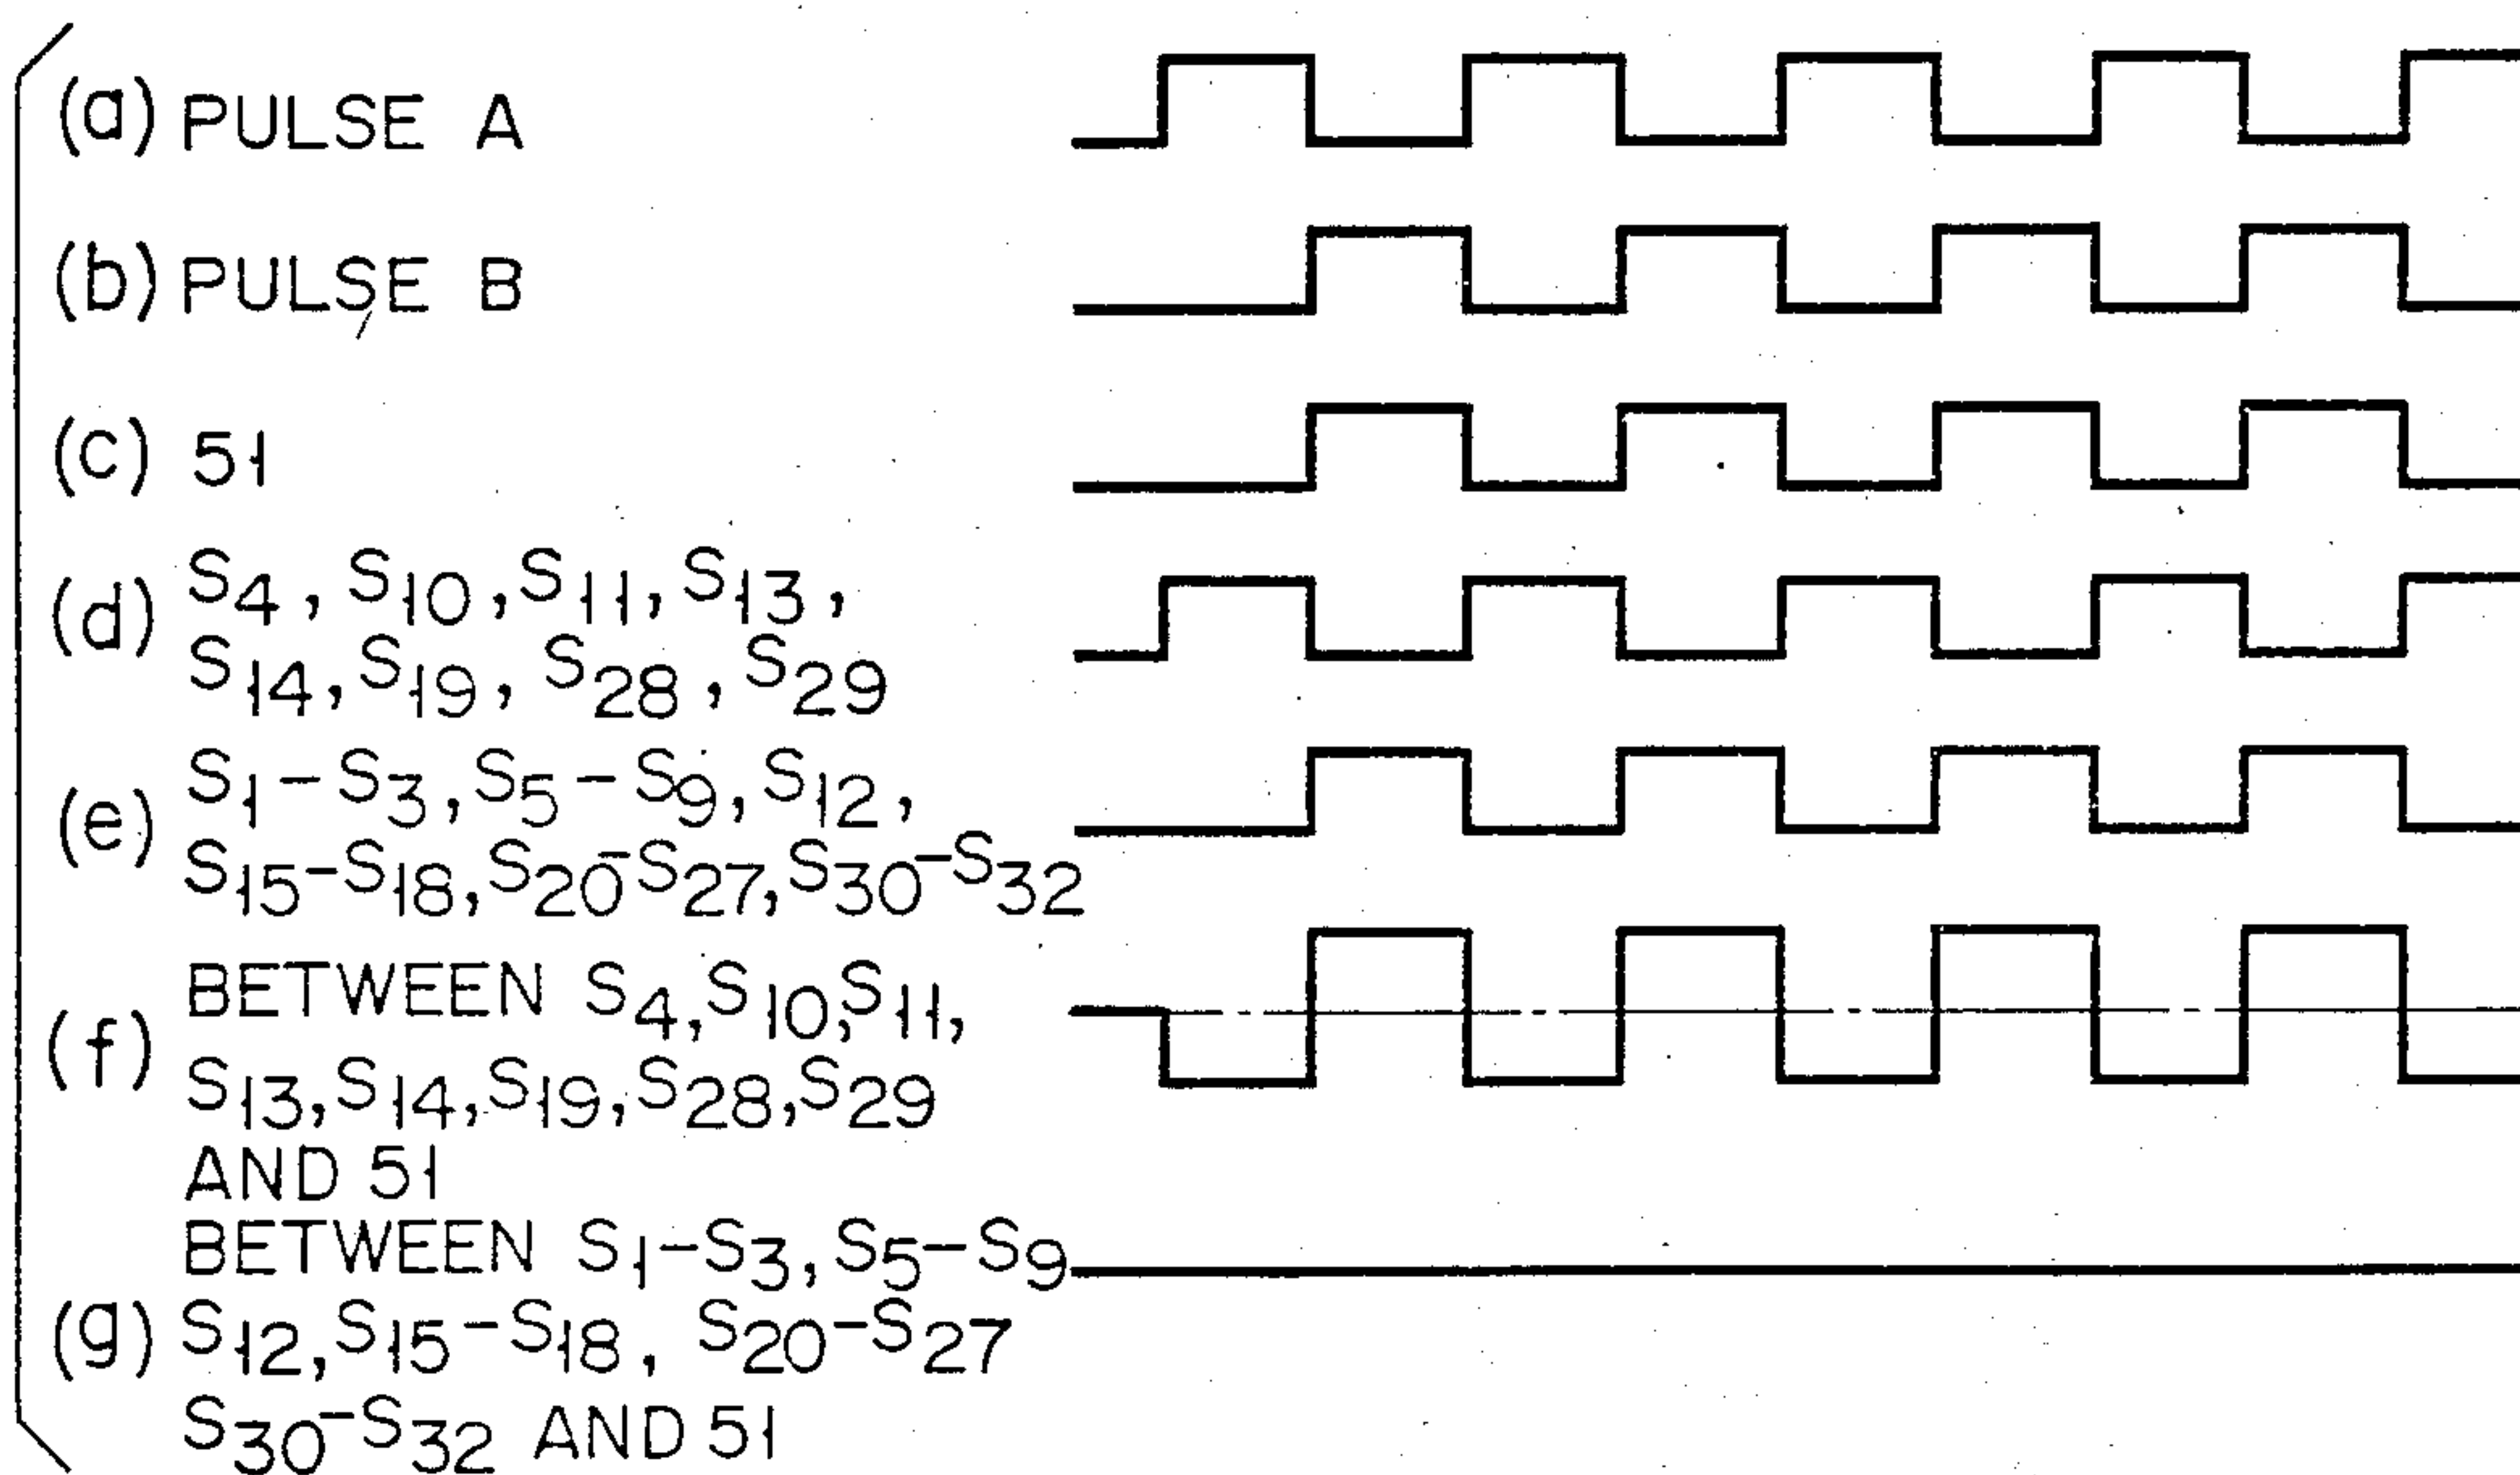 (a) PULSE A
(b) PULSE B
(c) 51
(d) S4, S10, S11, S13,
S14, S19, S28, S29
(e) S1-S3, S5-S9, S12,
S15-S18, S20-S27, S30-S32
(f) BETWEEN S4, S10, S11,
S13, S14, S19, S28, S29
AND 51
(g) BETWEEN S1-S3, S5-S9
S12, S15-S18, S20-S27
S30-S32 AND 51